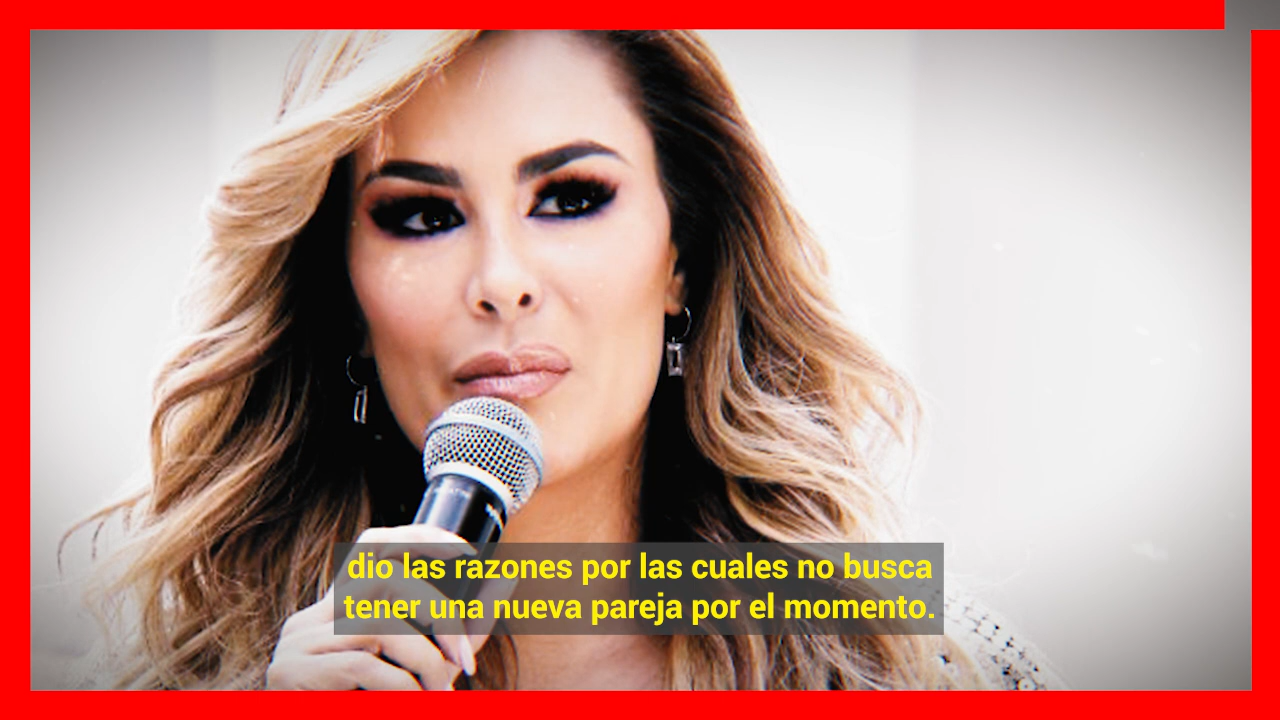 dio las razones por las cuales no busca
tener una nueva pareja por el momento.